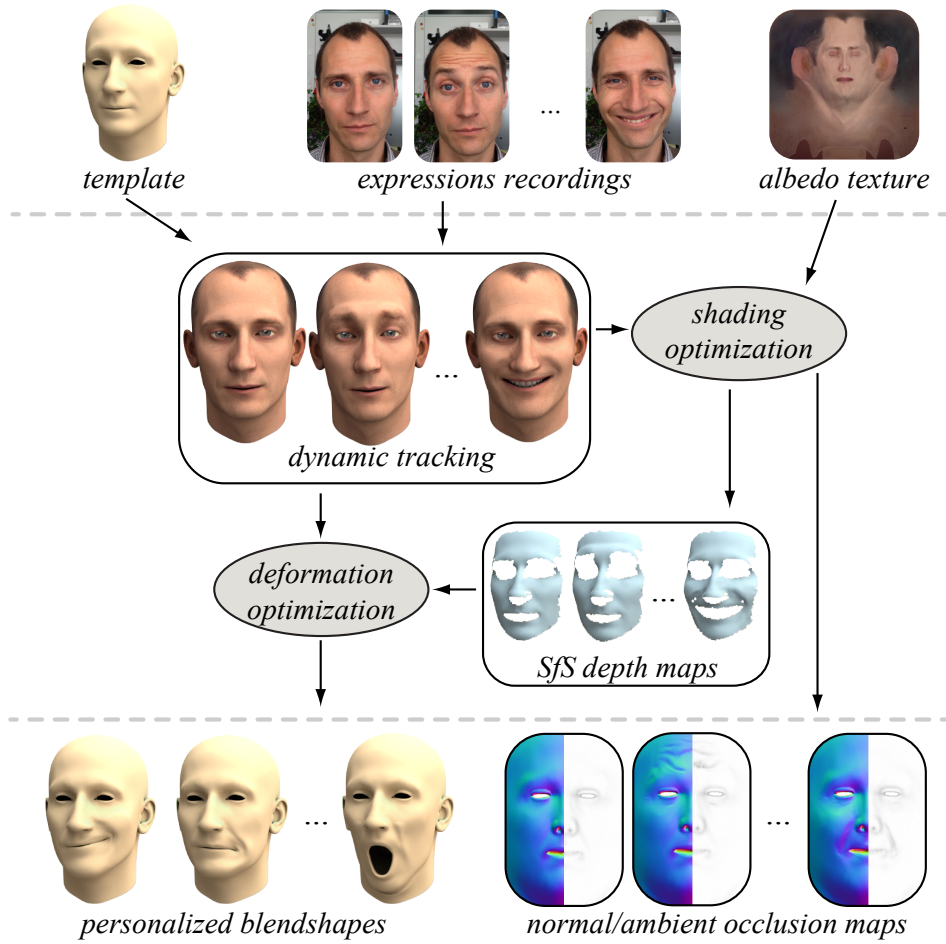 template
...
expressions recordings
albedo texture
...
dynamic tracking
shading
optimization
deformation
optimization
...
SfS depth maps
...
personalized blendshapes
...
normal/ambient occlusion maps